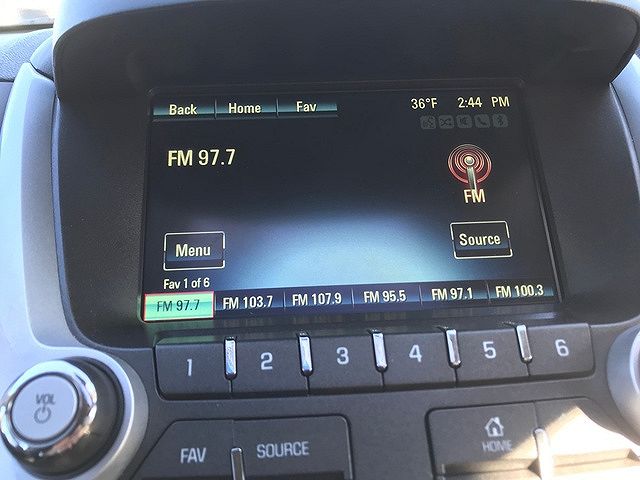 Back Home Fav 36°F 2:44 PM
FM 97.7
FM
Menu Source
Fav 1 of 6
FM 97.7 FM 103.7 FM 107.9 FM 95.5 FM 97.1 FM 100.3
1 2 3 4 5 6
VOL
FAV SOURCE HOME